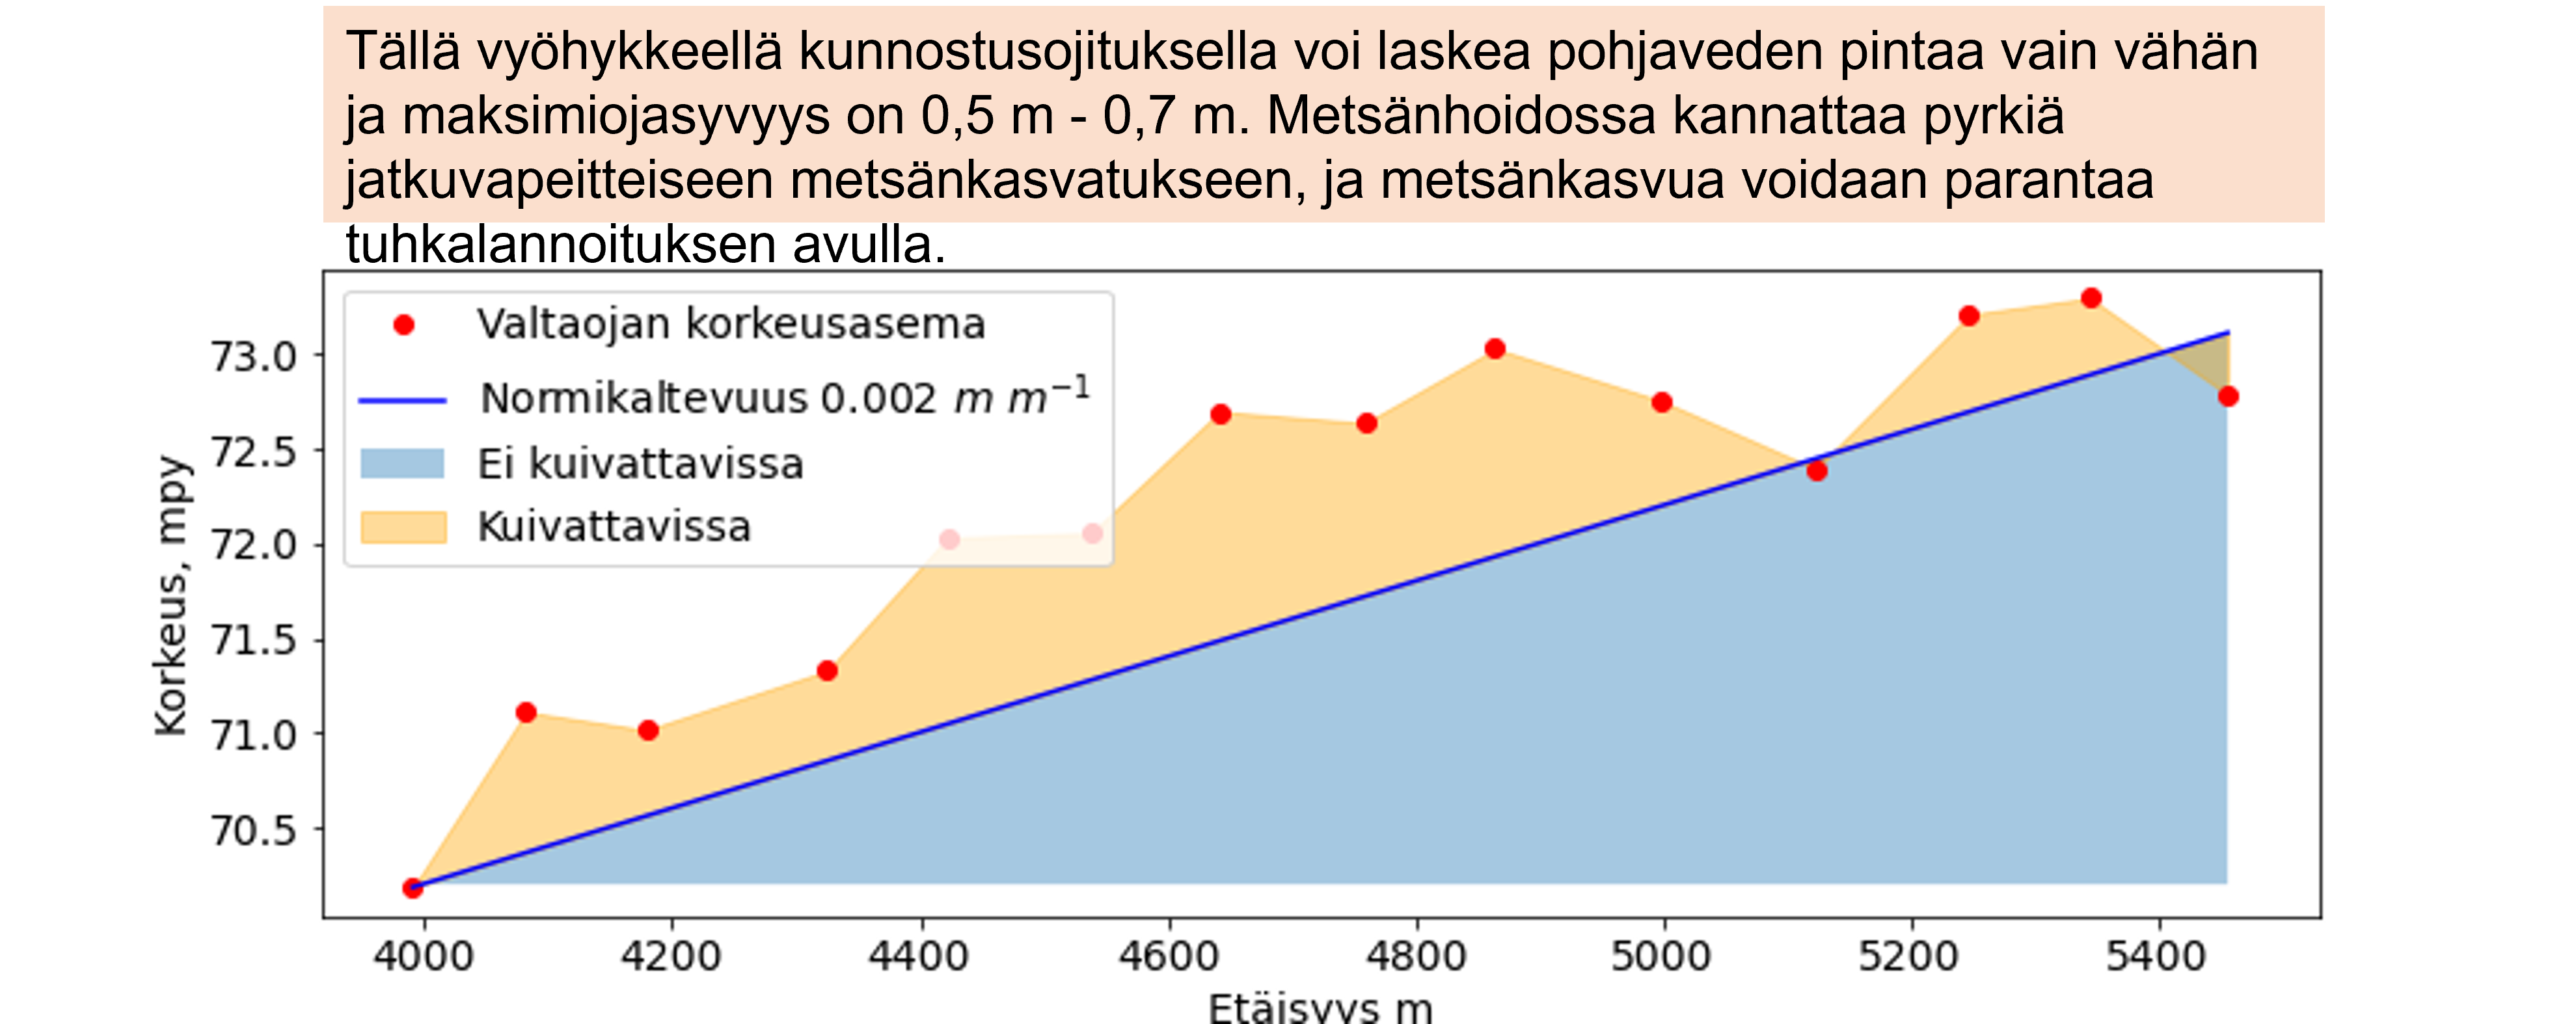 Tällä vyöhykkeellä kunnostusojituksella voi laskea pohjaveden pintaa vain vähän
ja maksimiojasyvyys on 0,5 m - 0,7 m. Metsänhoidossa kannattaa pyrkiä
jatkuvapeitteiseen metsänkasvatukseen, ja metsänkasvua voidaan parantaa
tuhkalannoituksen avulla.
Valtaojan korkeusasema
Normikaltevuus 0.002 m m⁻¹
Ei kuivattavissa
Kuivattavissa
Korkeus, mpy
73.0
72.5
72.0
71.5
71.0
70.5
4000 4200 4400 4600 4800 5000 5200 5400
Etäisyys m